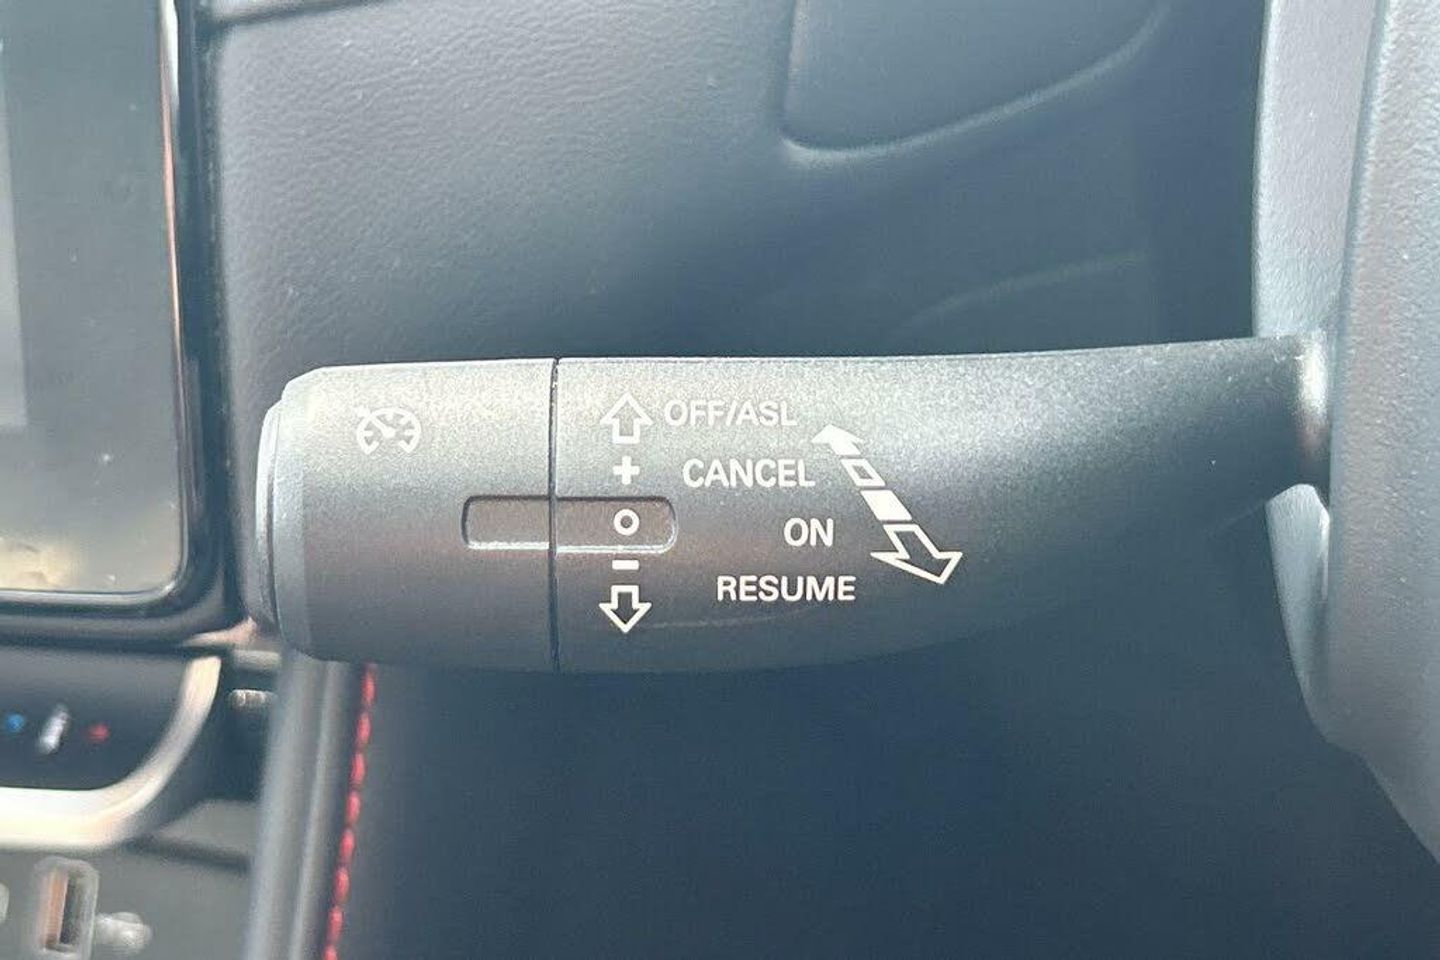 OFF/ASL
+ CANCEL
O ON
- RESUME